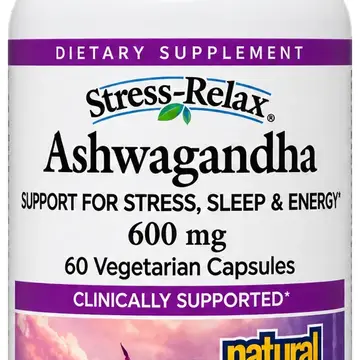 DIETARY SUPPLEMENT
Stress-Relax®
Ashwagandha
SUPPORT FOR STRESS, SLEEP & ENERGY*
600 mg
60 Vegetarian Capsules
CLINICALLY SUPPORTED*
natural